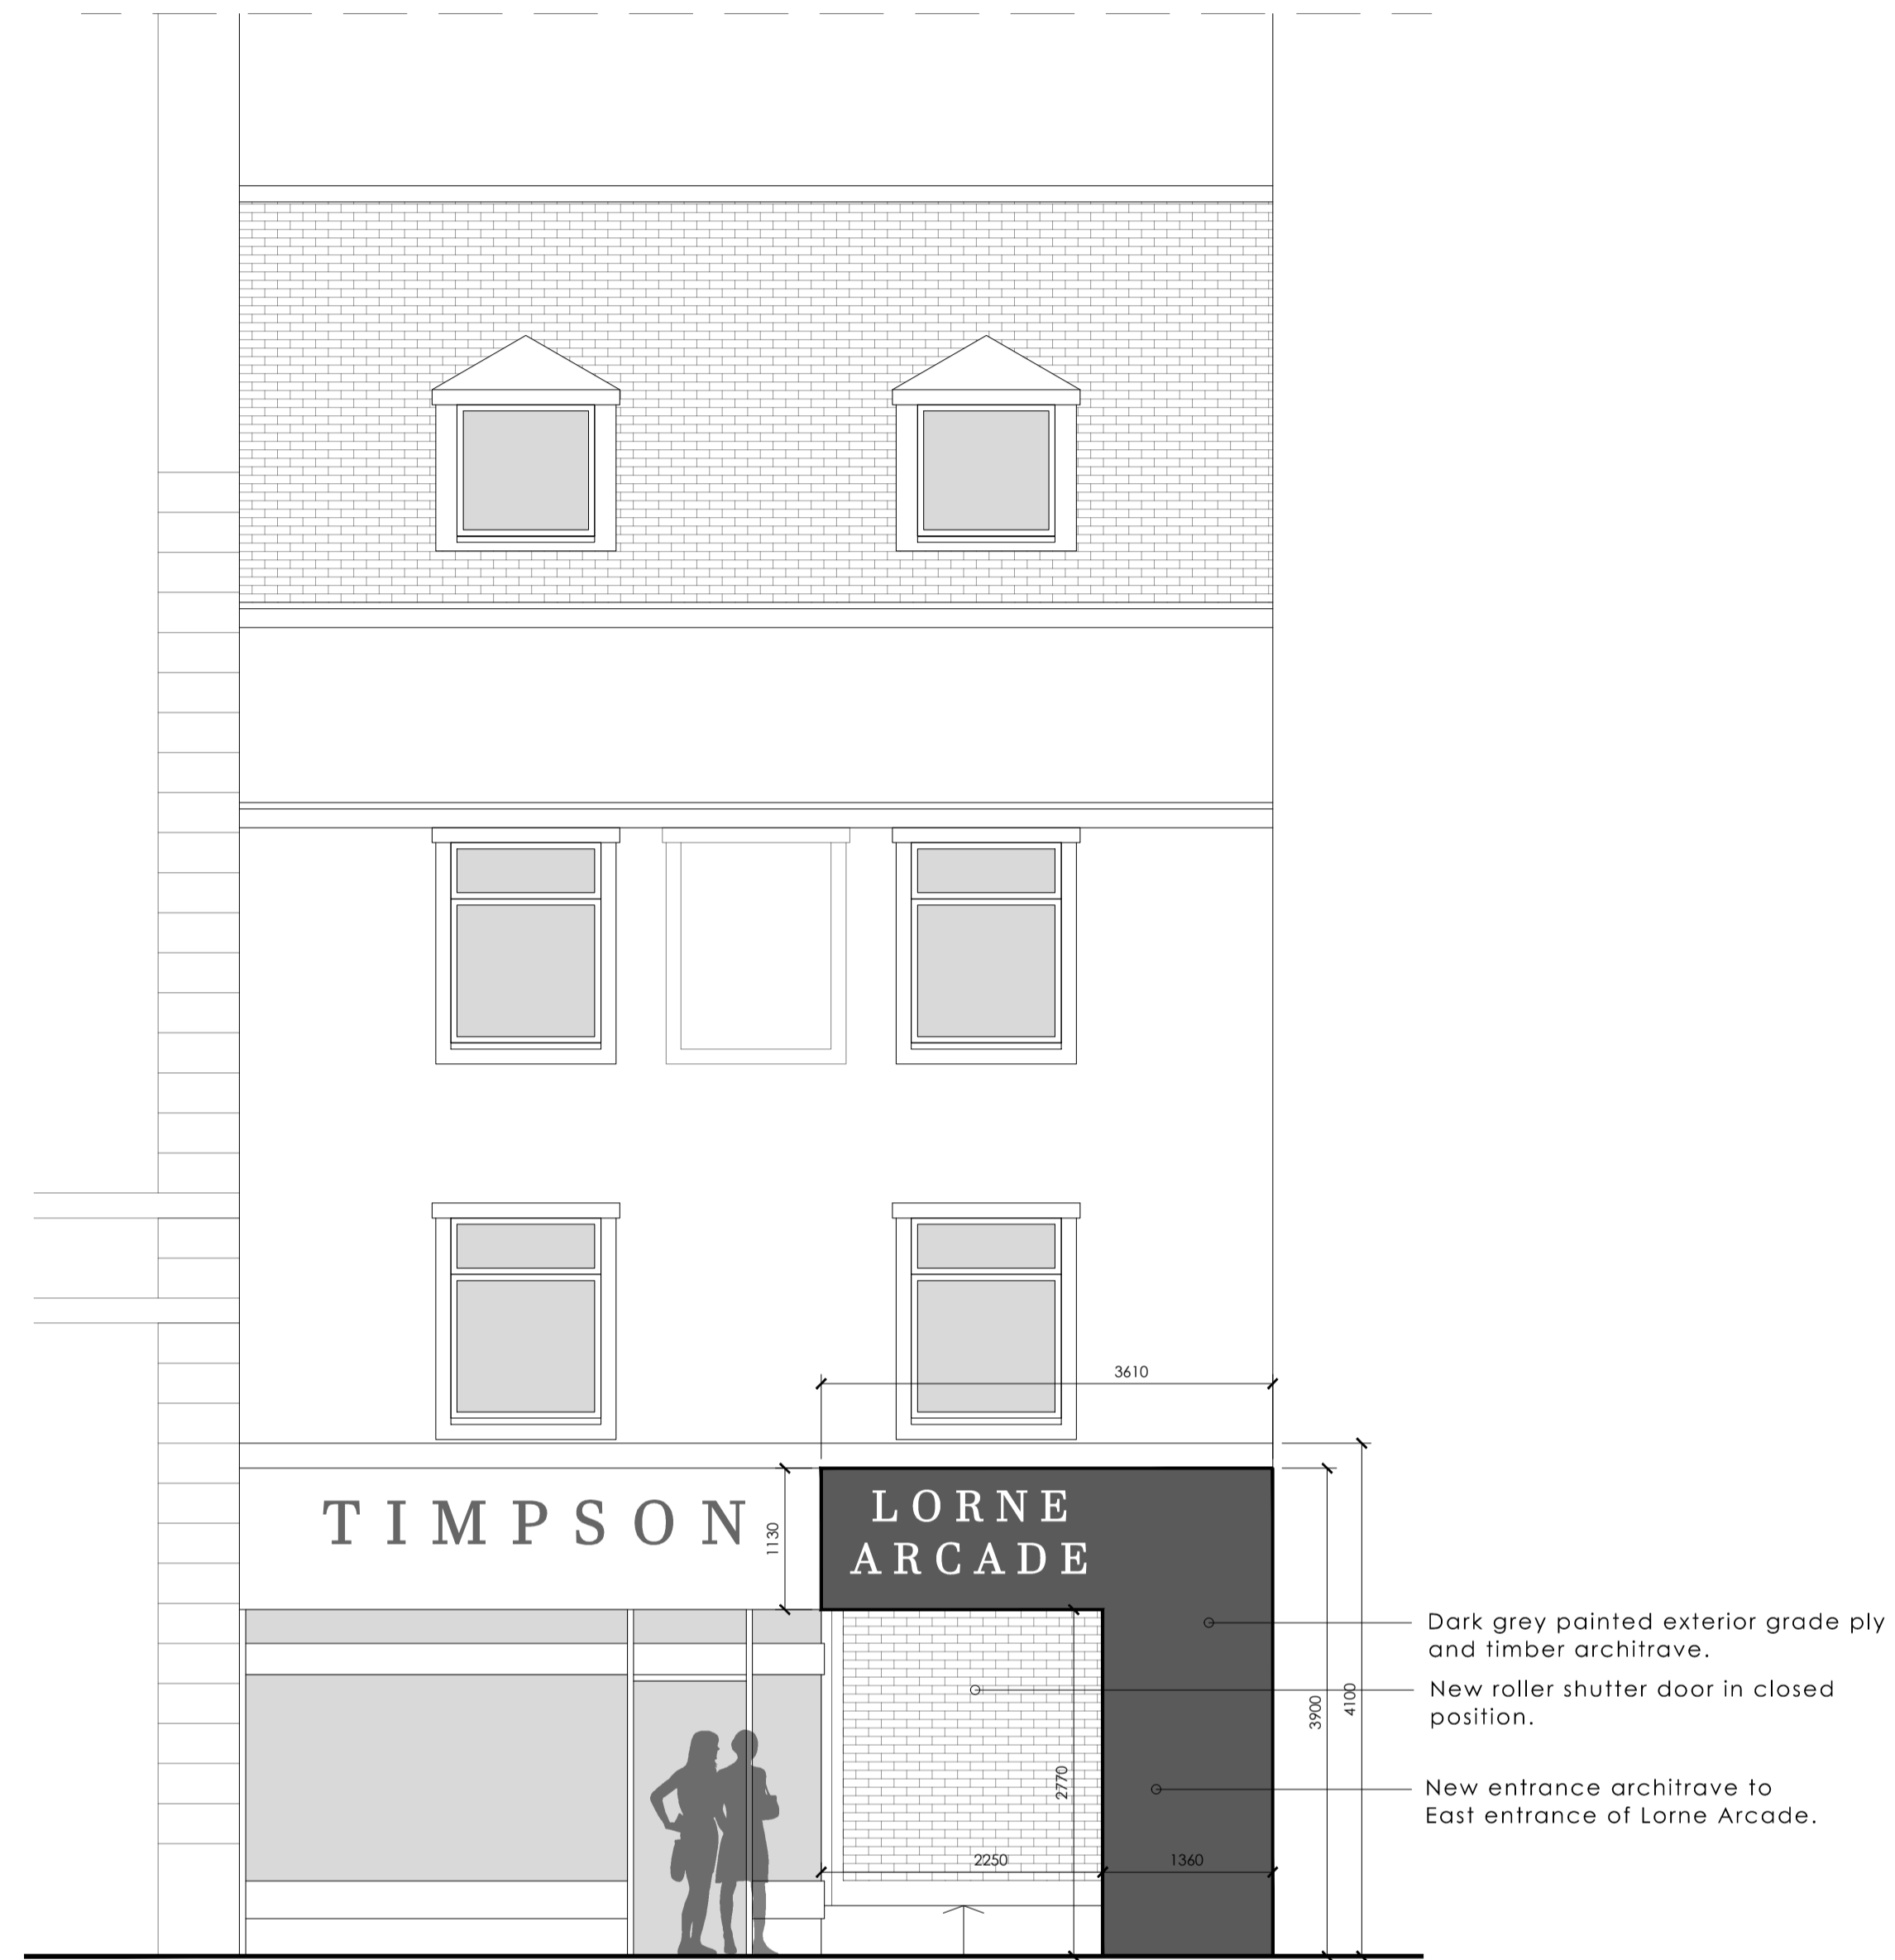 3610
TIMPSON
1130
LORNE
ARCADE
Dark grey painted exterior grade ply
and timber architrave.
New roller shutter door in closed
position.
3900
4100
2770
New entrance architrave to
East entrance of Lorne Arcade.
2250
1360